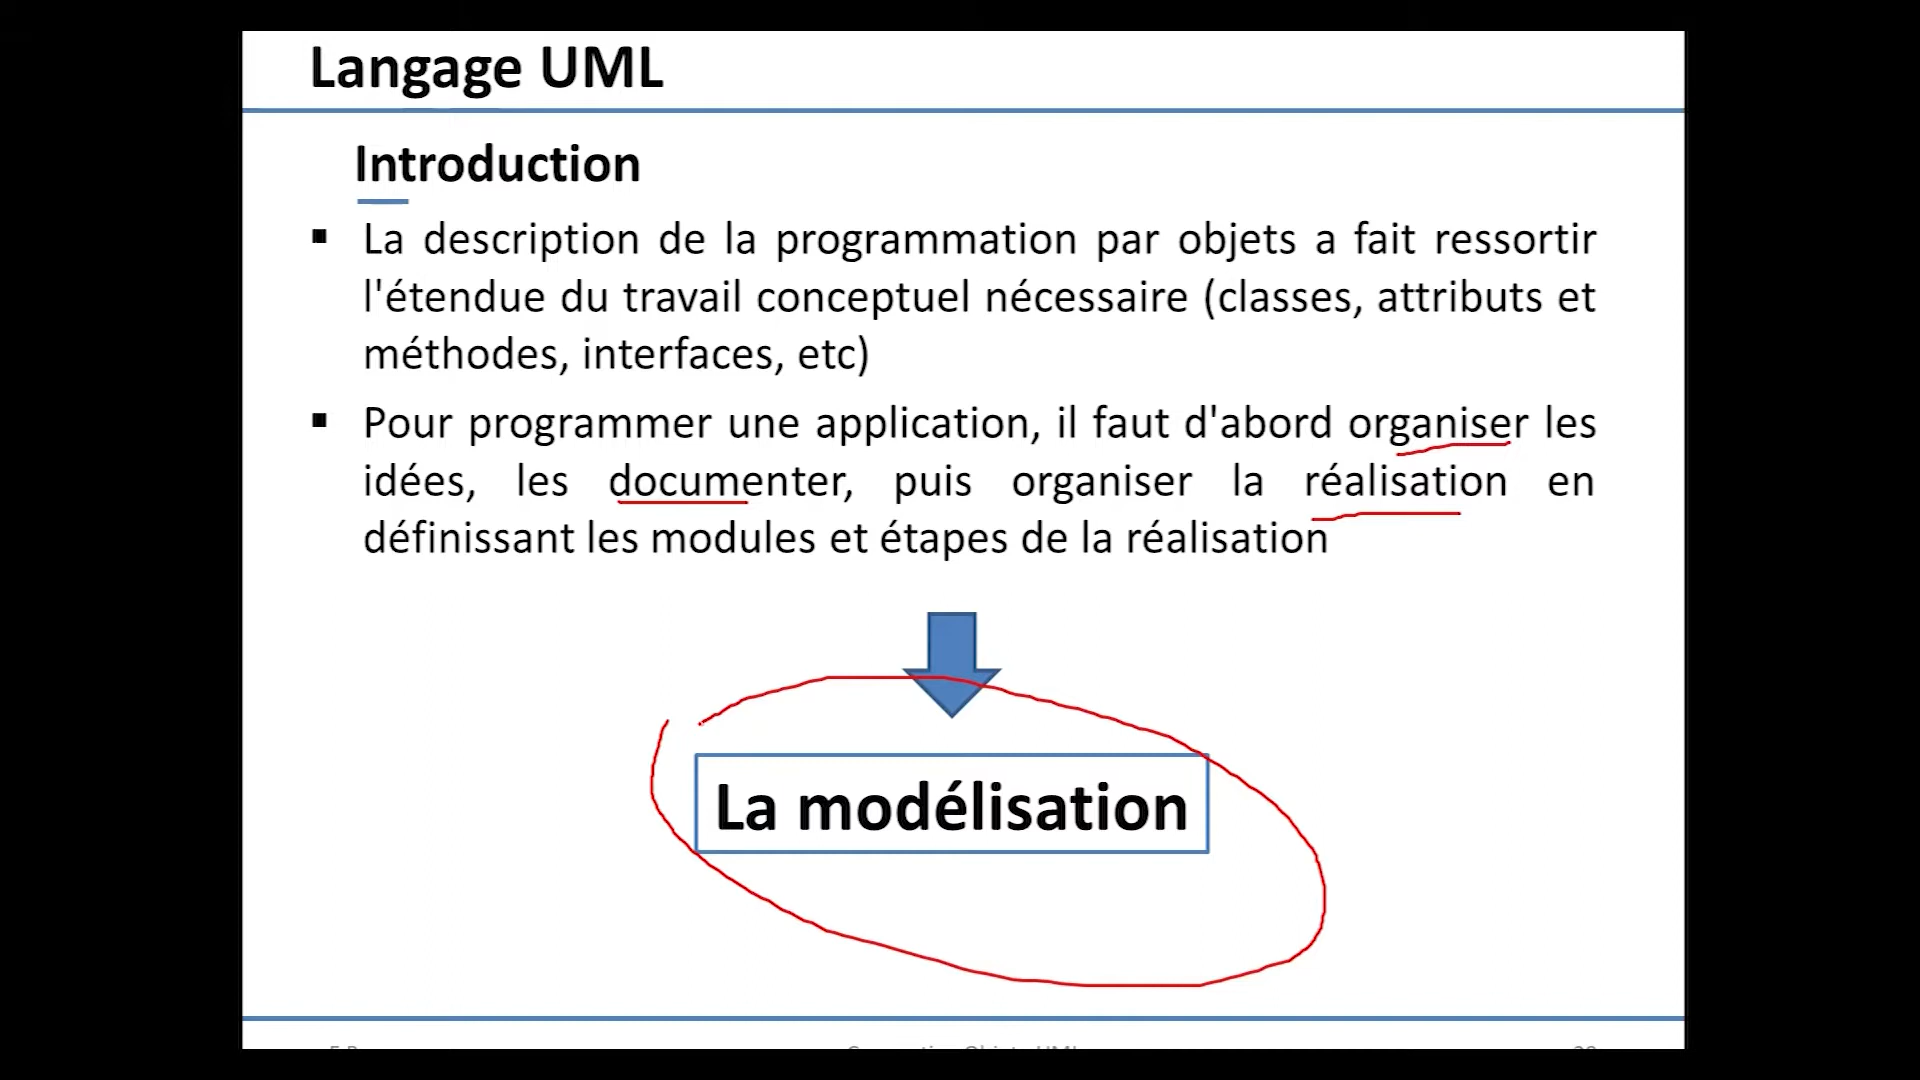 Langage UML
Introduction
▪ La description de la programmation par objets a fait ressortir
l'étendue du travail conceptuel nécessaire (classes, attributs et
méthodes, interfaces, etc)
▪ Pour programmer une application, il faut d'abord organiser les
idées, les documenter, puis organiser la réalisation en
définissant les modules et étapes de la réalisation
La modélisation